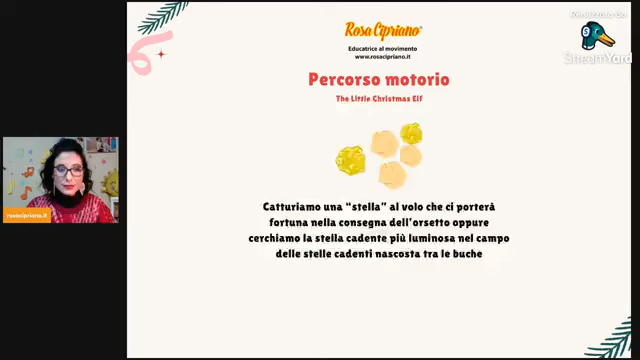 Realizzato da
StreamYard
Rosa Cipriano®
Educatrice al movimento
www.rosacipriano.it
Percorso motorio
The Little Christmas Elf
Catturiamo una “stella” al volo che ci porterà
fortuna nella consegna dell’orsetto oppure
cerchiamo la stella cadente più luminosa nel campo
delle stelle cadenti nascosta tra le buche
rosacipriano.it